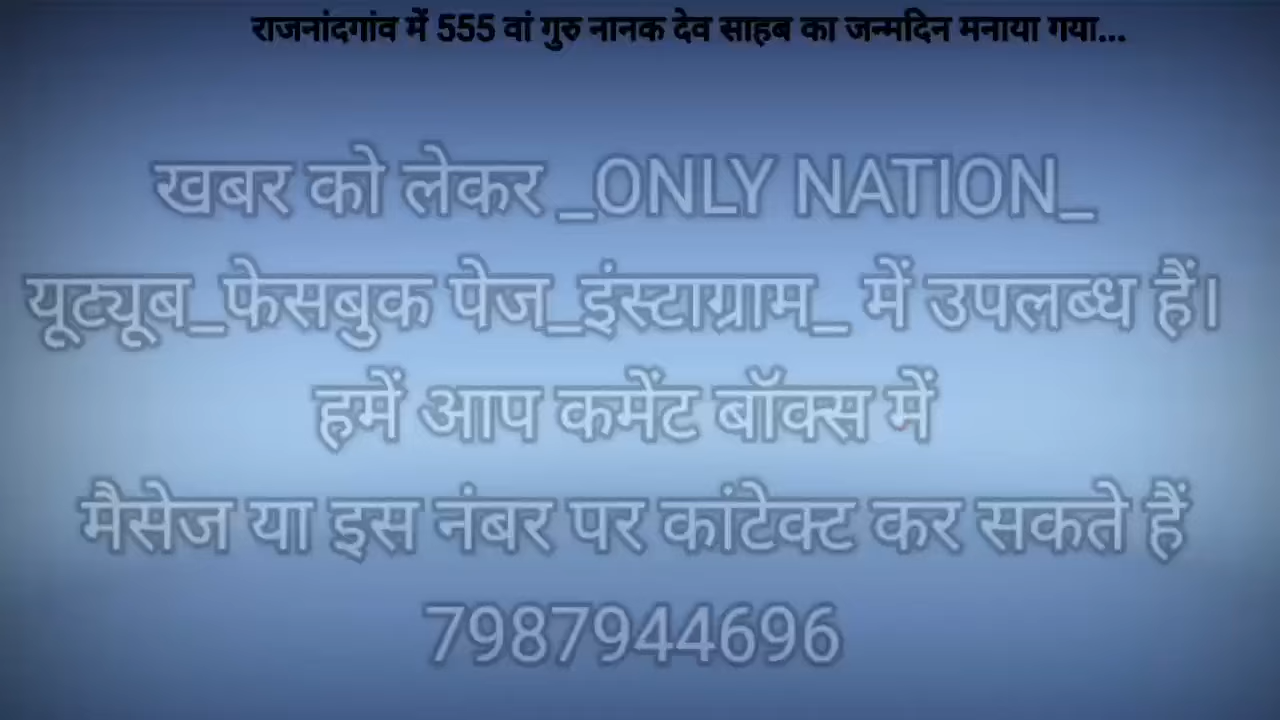 राजनांदगांव में 555 वां गुरु नानक देव साहब का जन्मदिन मनाया गया...
खबर को लेकर _ONLY NATION_
यूट्यूब_फेसबुक पेज_इंस्टाग्राम_ में उपलब्ध हैं।
हमें आप कमेंट बॉक्स में
मैसेज या इस नंबर पर कांटेक्ट कर सकते हैं
7987944696